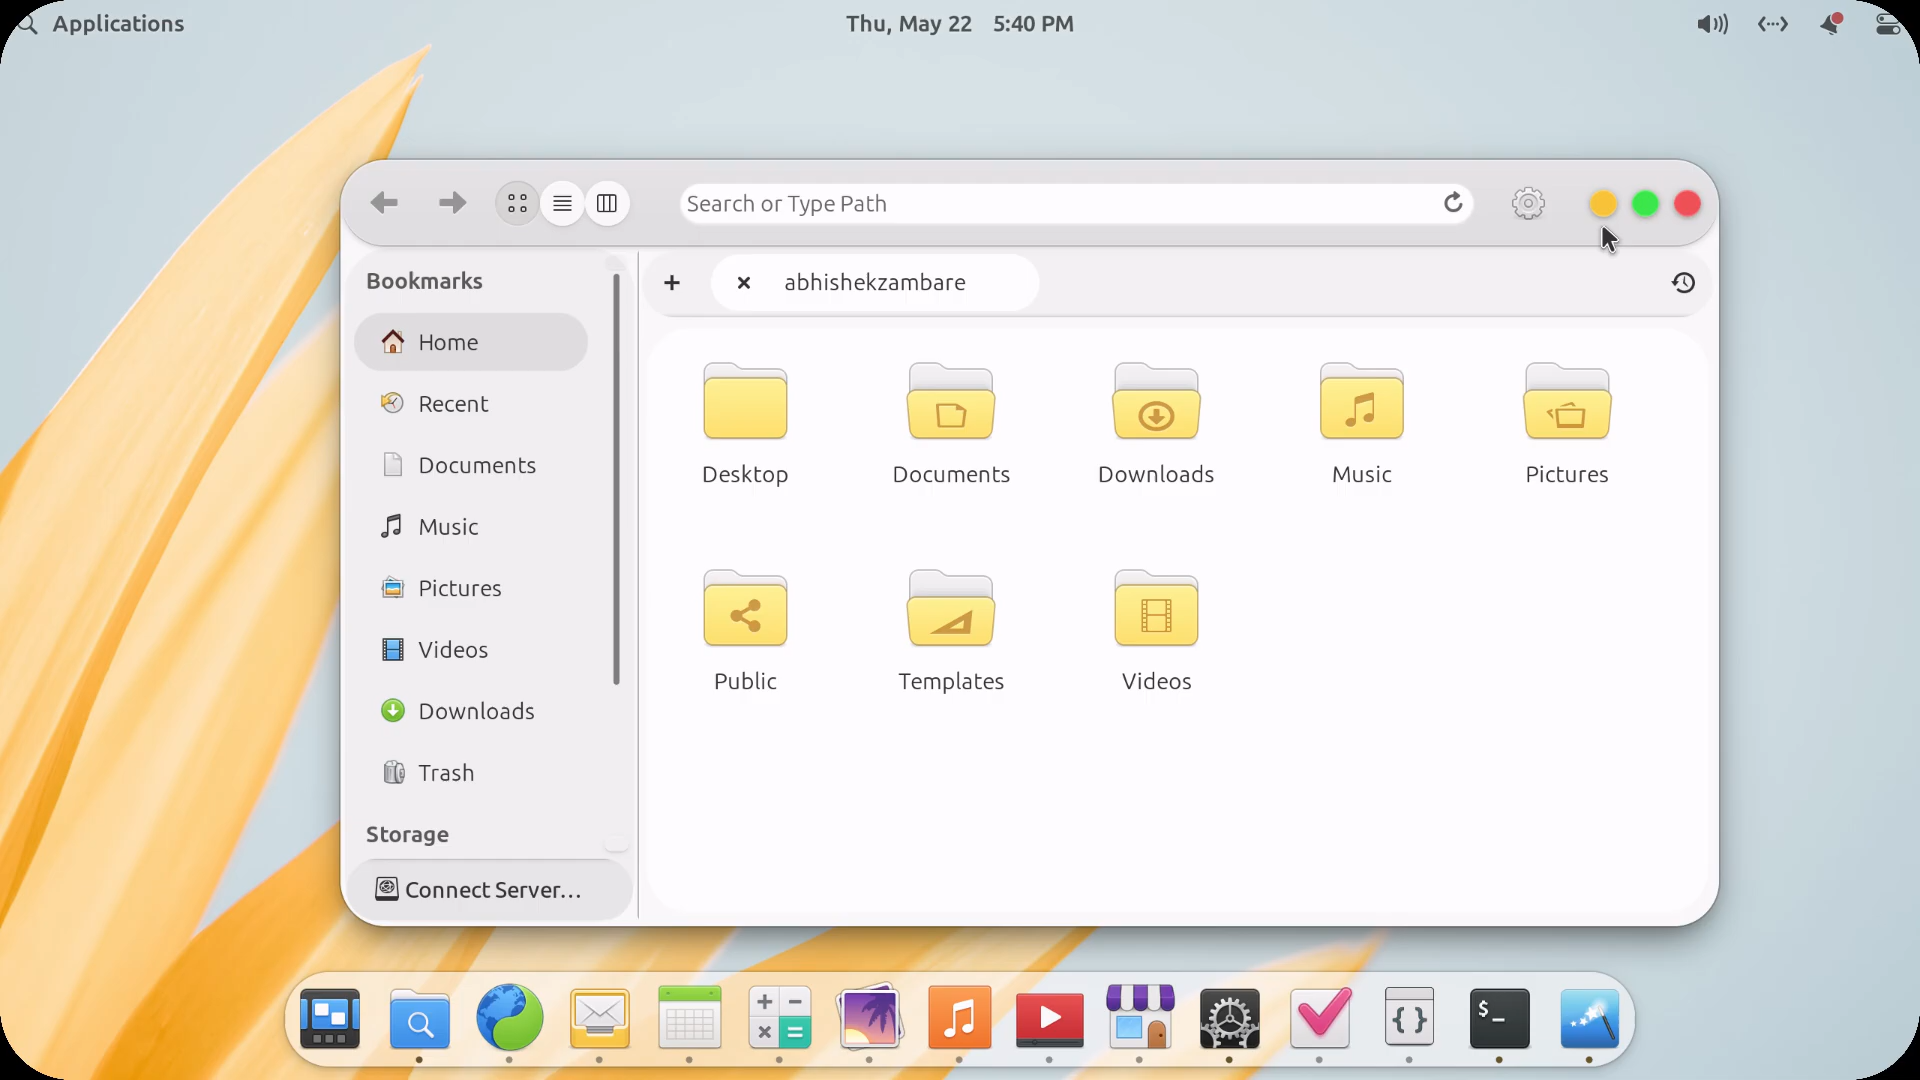 Applications
Thu, May 22 5:40 PM
Search or Type Path
Bookmarks
Home
Recent
Documents
Music
Pictures
Videos
Downloads
Trash
Storage
Connect Server…
+ × abhishekzambare
Desktop
Documents
Downloads
Music
Pictures
Public
Templates
Videos
+ −
× =
{ }
$_